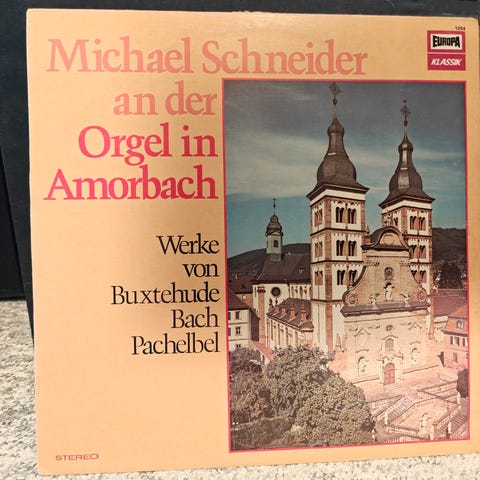 1254
EUROPA
KLASSIK
Michael Schneider
an der
Orgel in
Amorbach
Werke
von
Buxtehude
Bach
Pachelbel
STEREO